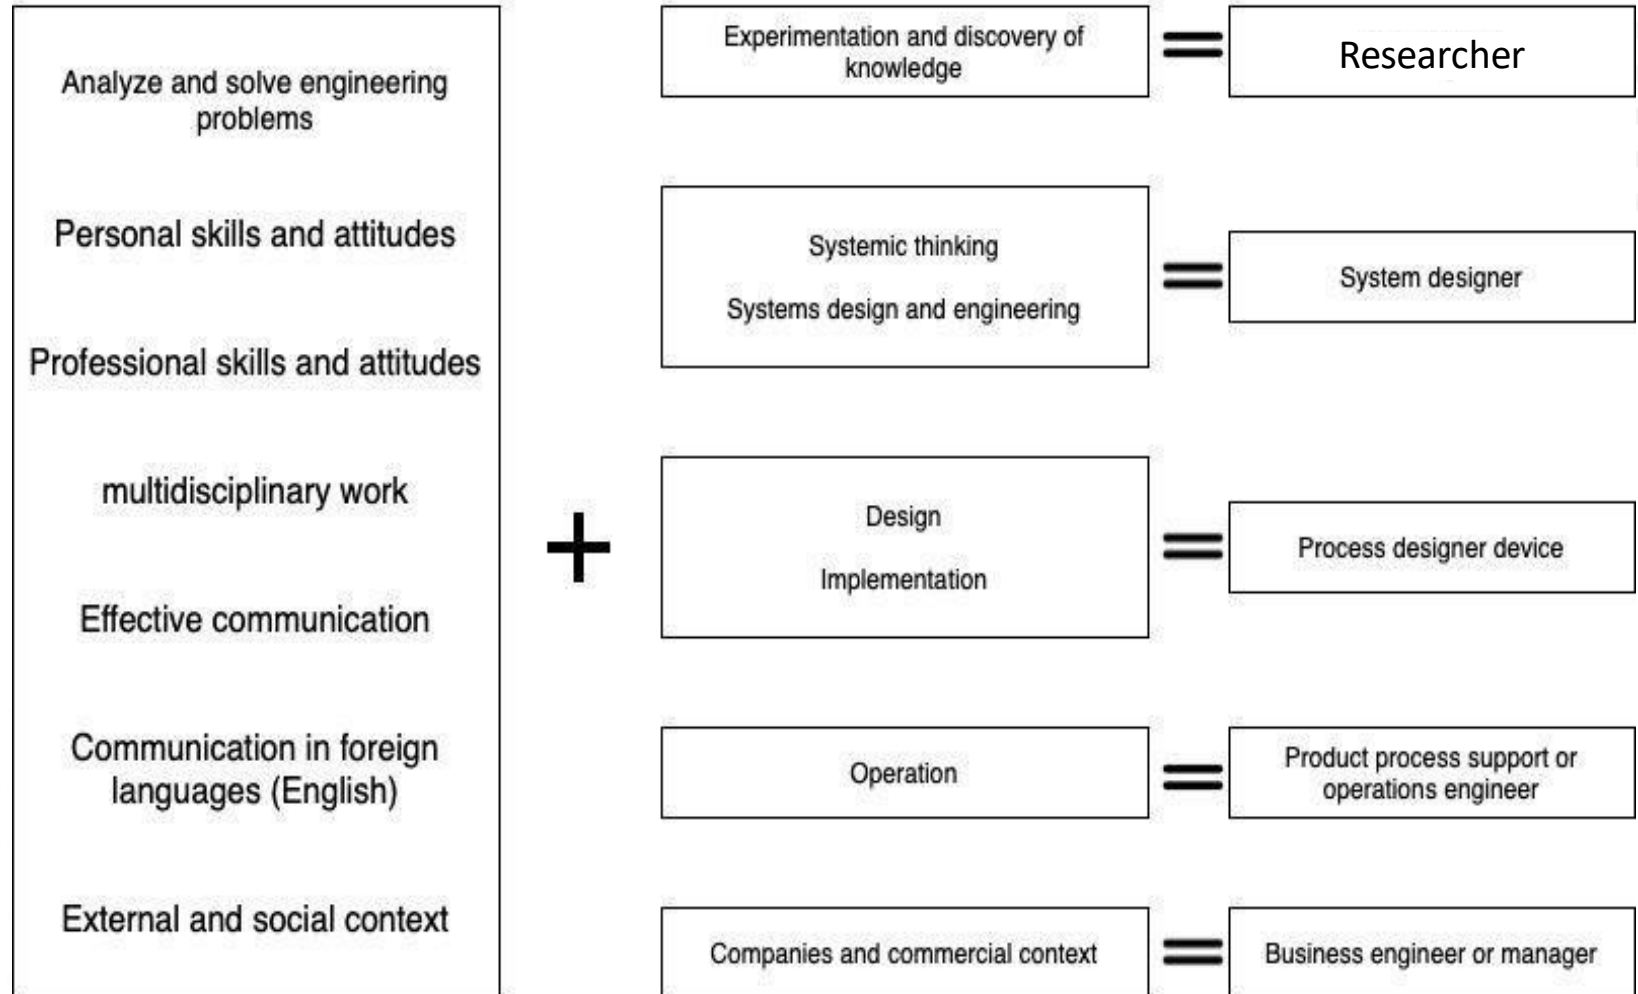 Analyze and solve engineering
problems
Personal skills and attitudes
Professional skills and attitudes
multidisciplinary work
Effective communication
Communication in foreign
languages (English)
External and social context
+
Experimentation and discovery of
knowledge
=
Researcher
Systemic thinking
Systems design and engineering
=
System designer
Design
Implementation
=
Process designer device
Operation
=
Product process support or
operations engineer
Companies and commercial context
=
Business engineer or manager